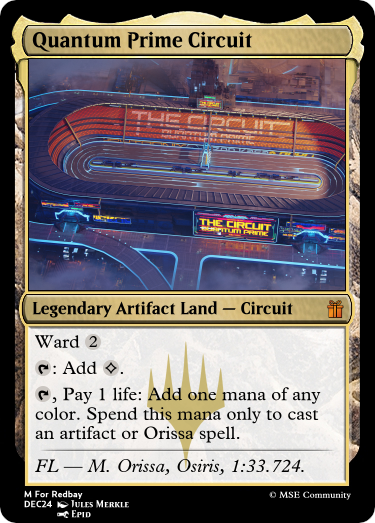 Quantum Prime Circuit
THE CIRCUIT
QUANTUM PRIME
THE CIRCUIT
QUANTUM PRIME
Legendary Artifact Land — Circuit
Ward 2
: Add .
, Pay 1 life: Add one mana of any
color. Spend this mana only to cast
an artifact or Orissa spell.
FL — M. Orissa, Osiris, 1:33.724.
M For Redbay
DEC24 Jules Merkle
Epid
© MSE Community